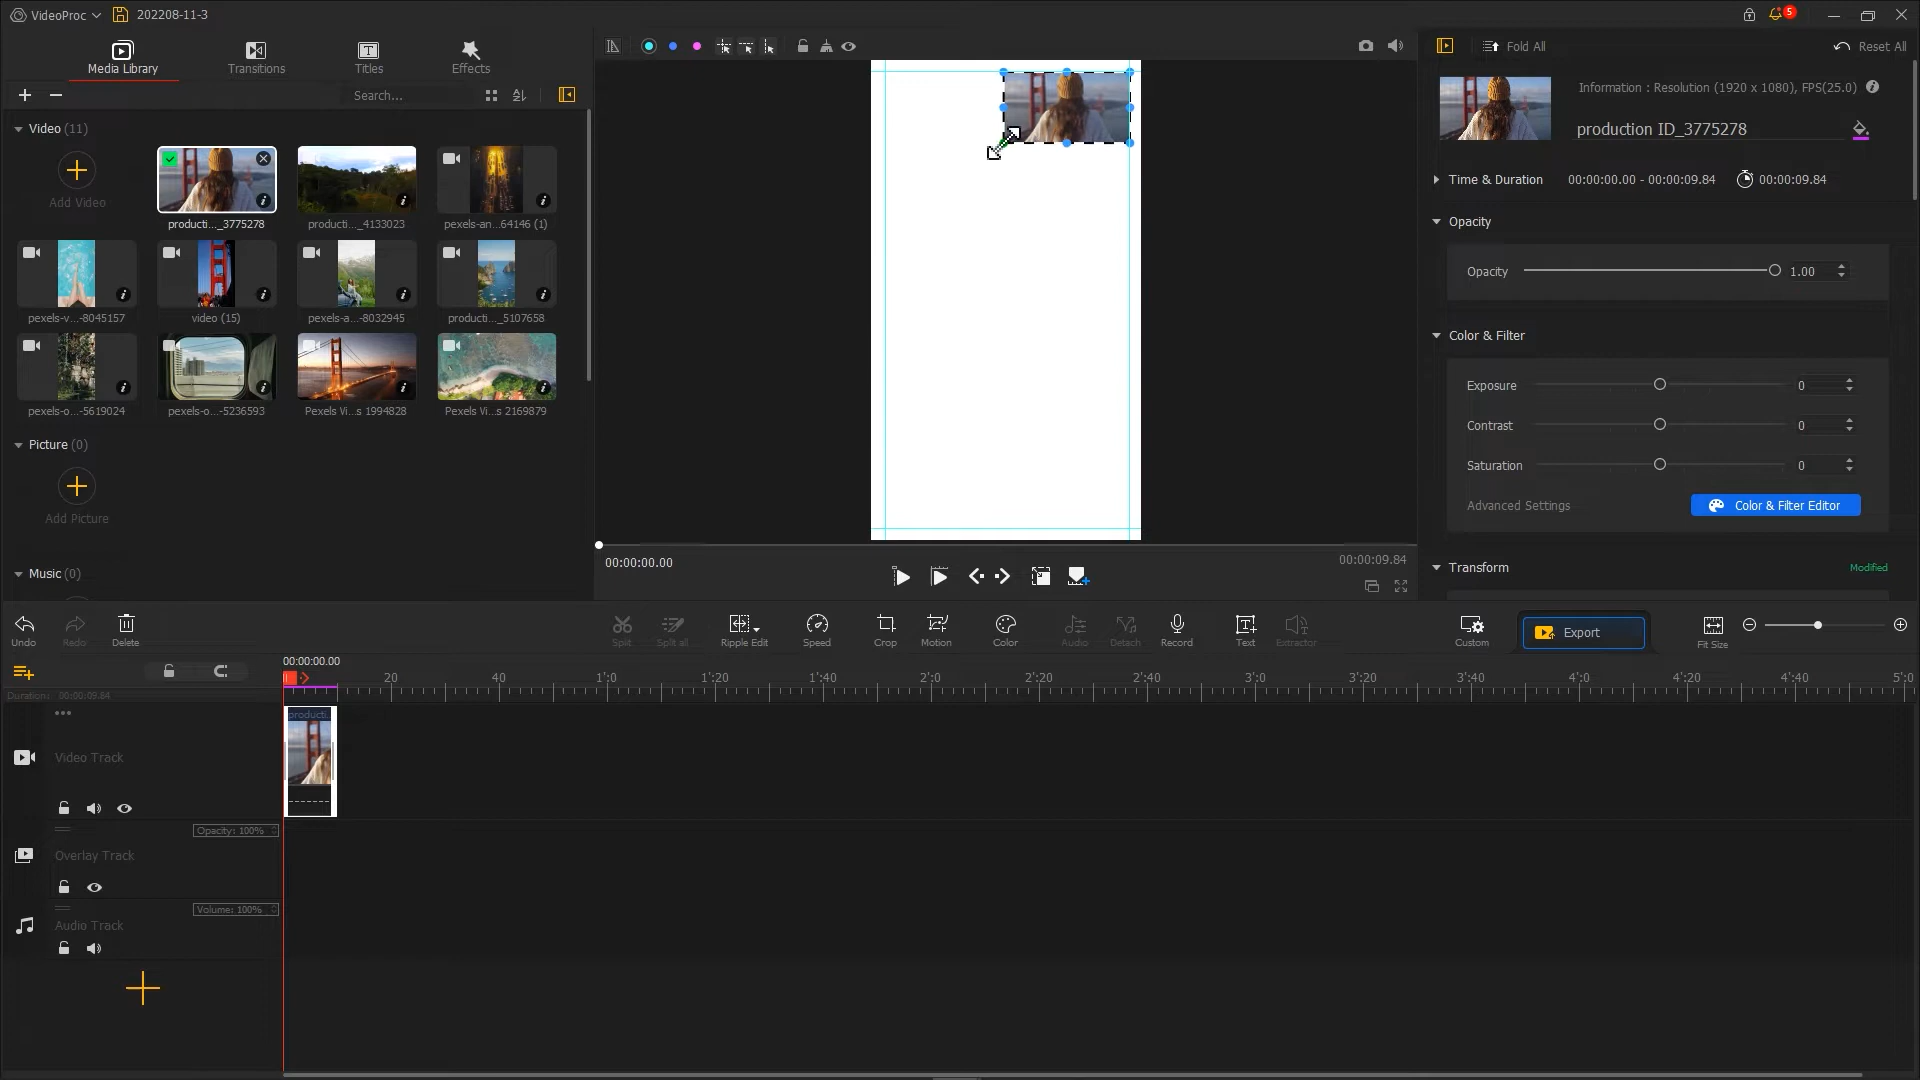 VideoProc
202208-11-3
5
Media Library
Transitions
Titles
Effects
Search...
Video (11)
Add Video
producti..._3775278
producti..._4133023
pexels-an...64146 (1)
pexels-v...-8045157
video (15)
pexels-a...-8032945
producti..._5107658
pexels-o...-5619024
pexels-o...-5236593
Pexels Vi...s 1994828
Pexels Vi...s 2169879
Picture (0)
Add Picture
Music (0)
00:00:00.00
00:00:09.84
Fold All
Reset All
Information : Resolution (1920 x 1080), FPS(25.0)
production ID_3775278
Time & Duration 00:00:00.00 - 00:00:09.84 00:00:09.84
Opacity
Opacity 1.00
Color & Filter
Exposure 0
Contrast 0
Saturation 0
Advanced Settings
Color & Filter Editor
Transform
Modified
Undo
Redo
Delete
Split
Split all
Ripple Edit
Speed
Crop
Motion
Color
Audio
Detach
Record
Text
Extractor
Custom
Export
Fit Size
00:00:00.00
20 40 1':0 1':20 1':40 2':0 2':20 2':40 3':0 3':20 3':40 4':0 4':20 4':40 5':0
Duration: 00:00:09.84
producti.
Video Track
Opacity: 100%
Overlay Track
Volume: 100%
Audio Track